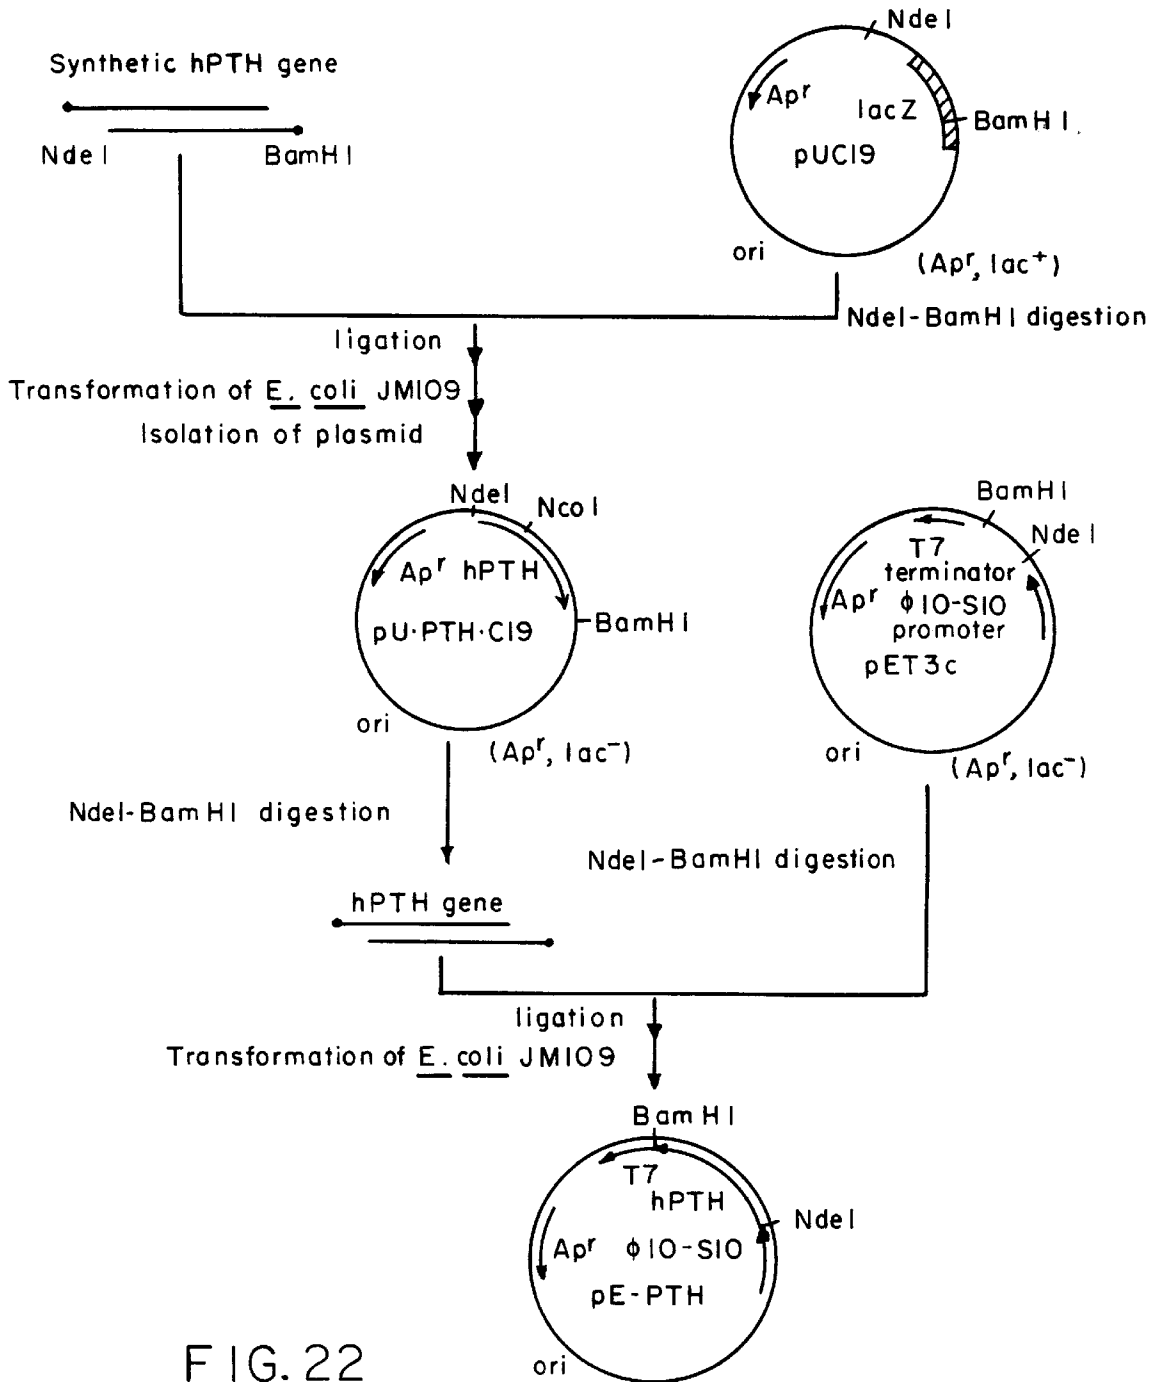 NdeI
Synthetic hPTH gene
Apʳ
lacZ
BamHI
NdeI
BamHI
pUC19
ori
(Apʳ, lac⁺)
NdeI-BamHI digestion
ligation
Transformation of E. coli JM109
Isolation of plasmid
NdeI
NcoI
Apʳ hPTH
BamHI
pU·PTH·C19
ori
(Apʳ, lac⁻)
BamHI
NdeI
T7
terminator
Apʳ
φ10-S10
promoter
pET3c
ori
(Apʳ, lac⁻)
NdeI-BamHI digestion
NdeI-BamHI digestion
hPTH gene
ligation
Transformation of E. coli JM109
BamHI
T7
hPTH
NdeI
Apʳ
φ10-S10
pE-PTH
ori
FIG. 22